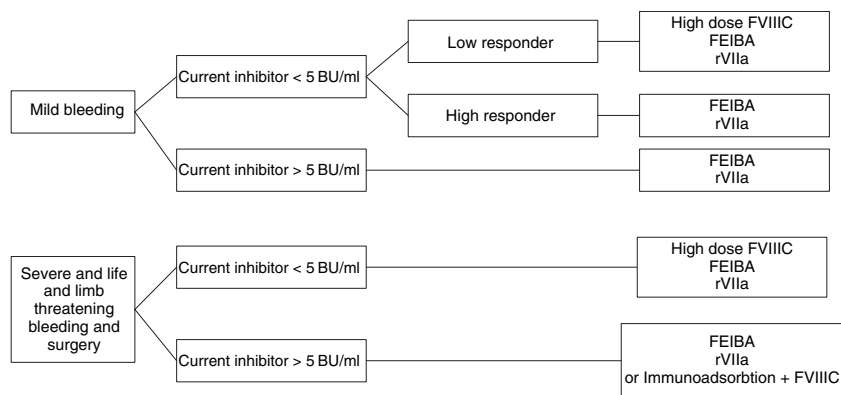 Mild bleeding
Current inhibitor < 5 BU/ml
Low responder
High dose FVIIIC
FEIBA
rVIIa
High responder
FEIBA
rVIIa
Current inhibitor > 5 BU/ml
FEIBA
rVIIa
Severe and life
and limb
threatening
bleeding and
surgery
Current inhibitor < 5 BU/ml
High dose FVIIIC
FEIBA
rVIIa
Current inhibitor > 5 BU/ml
FEIBA
rVIIa
or Immunoadsorbtion + FVIIIC